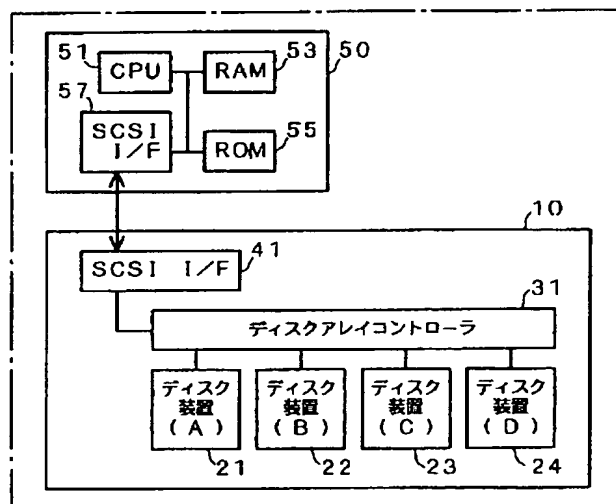 51
CPU
RAM
53
50
57
SCSI
I/F
ROM
55
10
SCSI I/F
41
31
ディスクアレイコントローラ
ディスク
装置
(A)
ディスク
装置
(B)
ディスク
装置
(C)
ディスク
装置
(D)
21
22
23
24